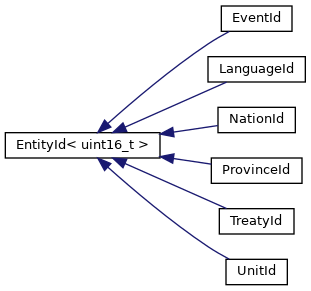 EventId
LanguageId
NationId
EntityId< uint16_t >
ProvinceId
TreatyId
UnitId